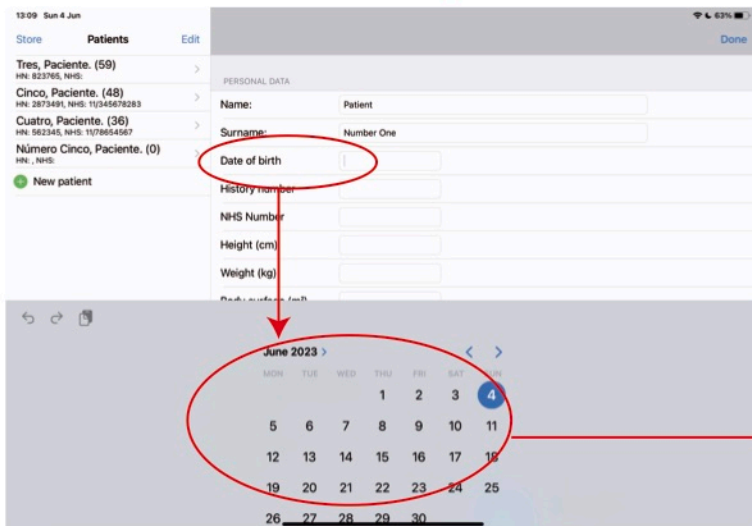 13:09 Sun 4 Jun
63%
Store Patients Edit
Done
Tres, Paciente. (59)
HN: 823765, NHS:
Cinco, Paciente. (48)
HN: 2873491, NHS: 11/345678283
Cuatro, Paciente. (36)
HN: 562345, NHS: 11/78654567
Número Cinco, Paciente. (0)
HN: , NHS:
New patient
PERSONAL DATA
Name: Patient
Surname: Number One
Date of birth
History number
NHS Number
Height (cm)
Weight (kg)
Body surface (ml)
June 2023
MON TUE WED THU FRI SAT SUN
1 2 3 4
5 6 7 8 9 10 11
12 13 14 15 16 17 18
19 20 21 22 23 24 25
26 27 28 29 30